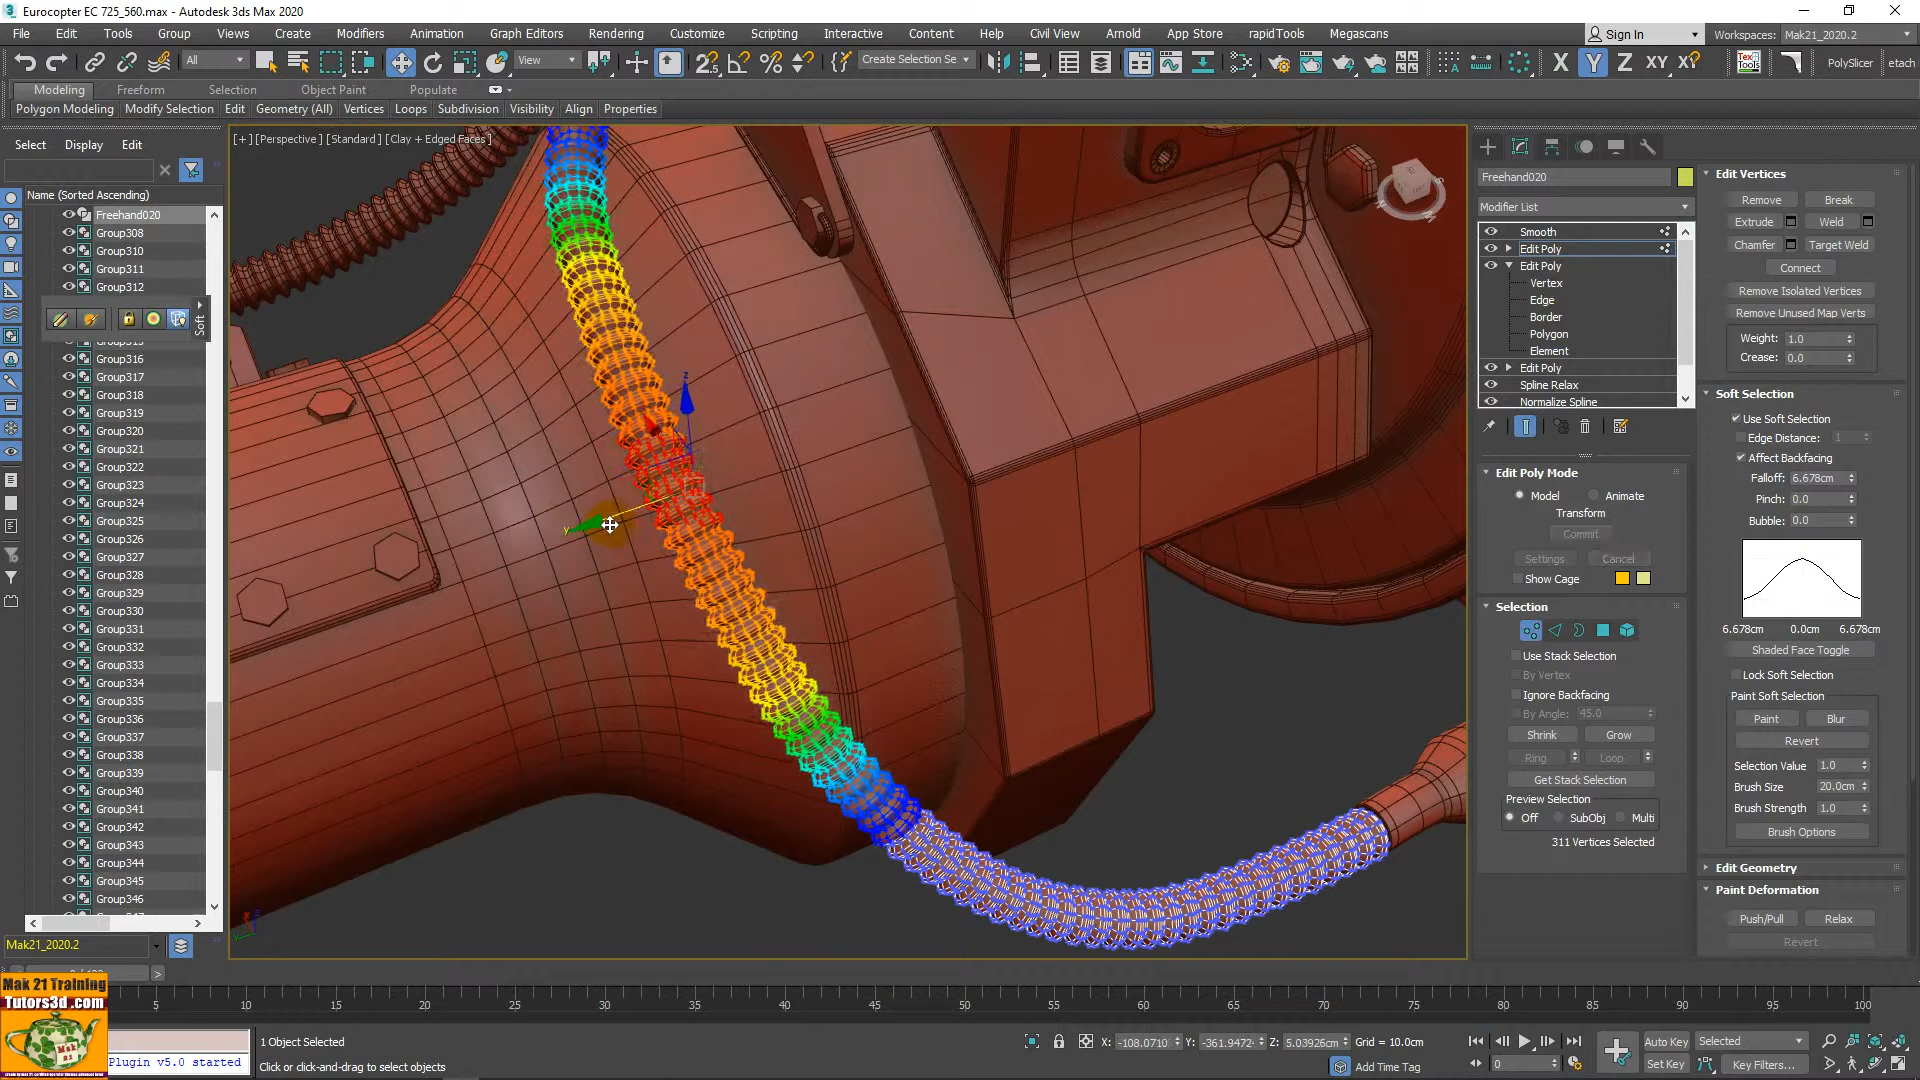 Eurocopter EC 725_560.max - Autodesk 3ds Max 2020
File Edit Tools Group Views Create Modifiers Animation Graph Editors Rendering Customize Scripting Interactive Content Help Civil View Arnold App Store rapidTools Megascans
Sign In Workspaces: Mak21_2020.2
All View Create Selection Se X Y Z XY XY TexTools PolySlicer etach
Modeling Freeform Selection Object Paint Populate
Polygon Modeling Modify Selection Edit Geometry (All) Vertices Loops Subdivision Visibility Align Properties
Select Display Edit
Name (Sorted Ascending)
Freehand020
Group308
Group310
Group311
Group312
Soft
Group316
Group317
Group318
Group319
Group320
Group321
Group322
Group323
Group324
Group325
Group326
Group327
Group328
Group329
Group330
Group331
Group332
Group333
Group334
Group335
Group336
Group337
Group338
Group339
Group340
Group341
Group342
Group343
Group344
Group345
Group346
Mak21_2020.2
[+] [Perspective] [Standard] [Clay + Edged Faces]
z
y
Freehand020
Modifier List
Smooth
Edit Poly
Edit Poly
Vertex
Edge
Border
Polygon
Element
Edit Poly
Spline Relax
Normalize Spline
Edit Poly Mode
Model Animate
Transform
Commit
Settings Cancel
Show Cage
Selection
Use Stack Selection
By Vertex
Ignore Backfacing
By Angle: 45.0
Shrink Grow
Ring Loop
Get Stack Selection
Preview Selection
Off SubObj Multi
311 Vertices Selected
Edit Vertices
Remove Break
Extrude Weld
Chamfer Target Weld
Connect
Remove Isolated Vertices
Remove Unused Map Verts
Weight: 1.0
Crease: 0.0
Soft Selection
Use Soft Selection
Edge Distance: 1
Affect Backfacing
Falloff: 6.678cm
Pinch: 0.0
Bubble: 0.0
6.678cm 0.0cm 6.678cm
Shaded Face Toggle
Lock Soft Selection
Paint Soft Selection
Paint Blur
Revert
Selection Value 1.0
Brush Size 20.0cm
Brush Strength 1.0
Brush Options
Edit Geometry
Paint Deformation
Push/Pull Relax
Revert
Mak 21 Training
Tutors3d .com
Mak
21
5 10 15 20 25 30 35 40 45 50 55 60 65 70 75 80 85 90 95 100
Plugin v5.0 started
1 Object Selected
Click or click-and-drag to select objects
X: -108.0710 Y: -361.9472 Z: 5.03926cm Grid = 10.0cm
Add Time Tag
0
Auto Key Selected
Set Key Key Filters...